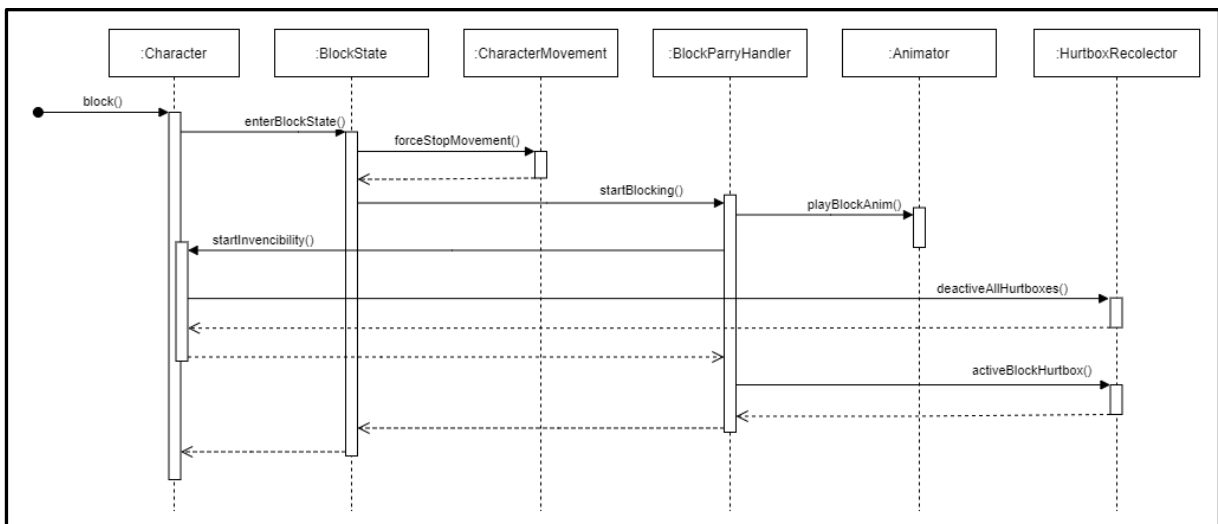 :Character
:BlockState
:CharacterMovement
:BlockParryHandler
:Animator
:HurtboxRecolector
block()
enterBlockState()
forceStopMovement()
startBlocking()
playBlockAnim()
startInvencibility()
deactiveAllHurtboxes()
activeBlockHurtbox()